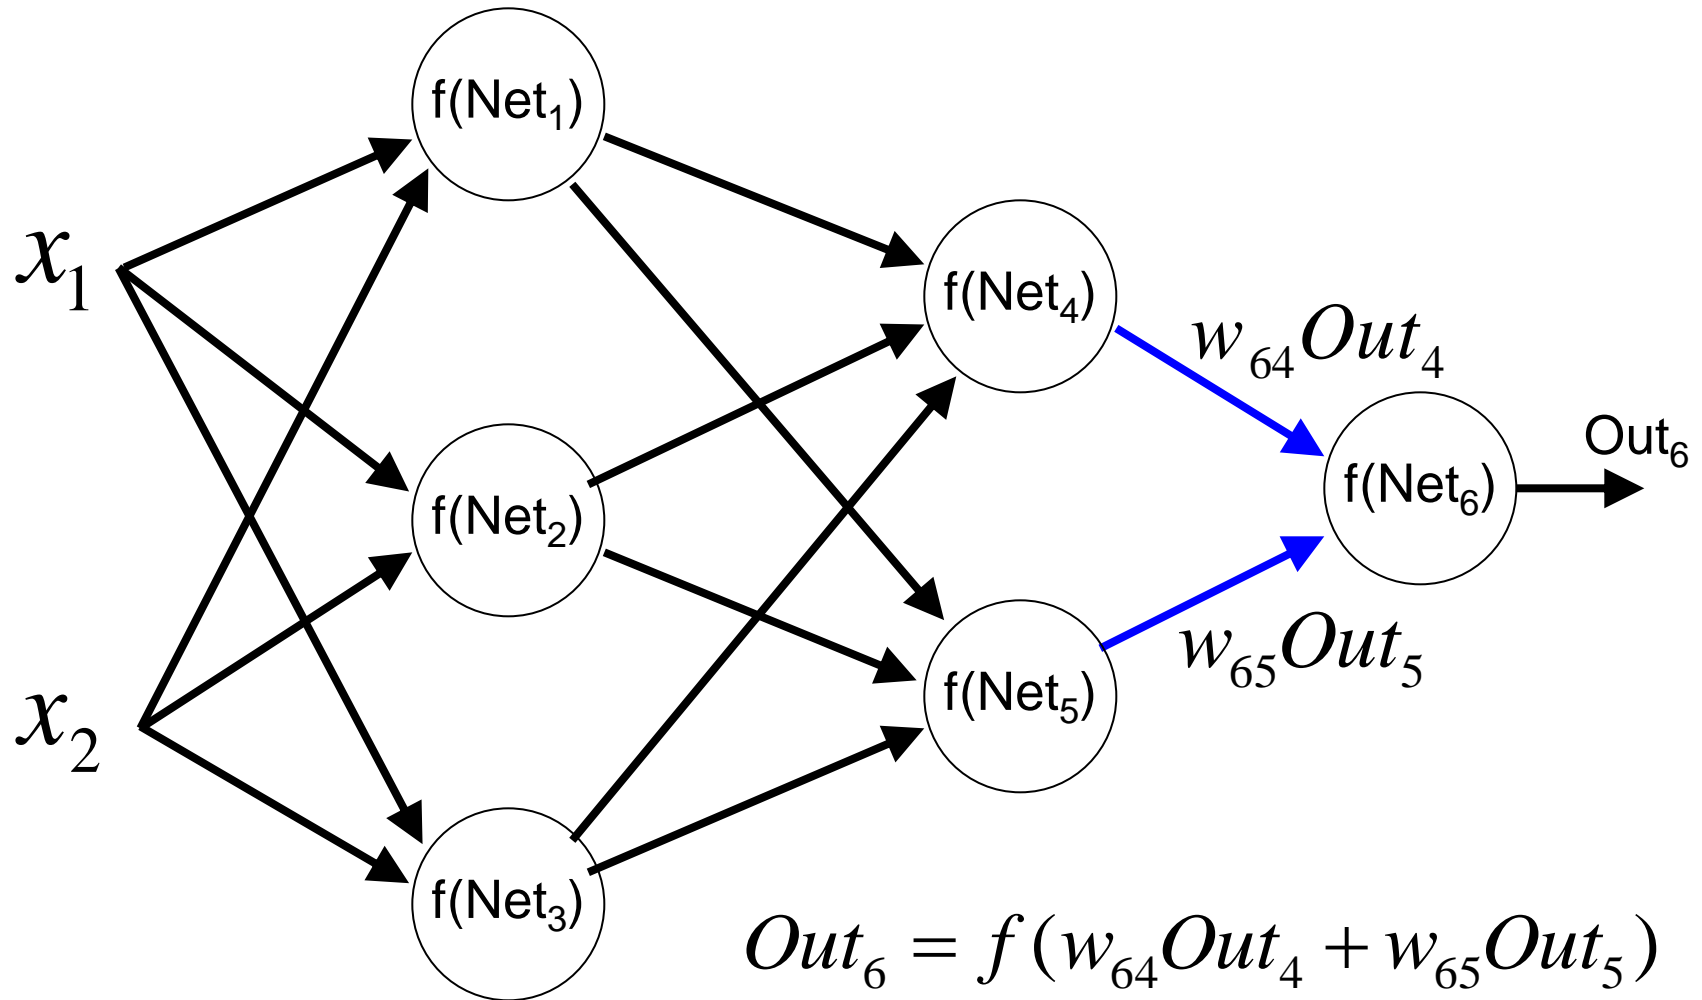 f(Net₁)
x₁
f(Net₄)
w₆₄Out₄
Out₆
f(Net₆)
f(Net₂)
w₆₅Out₅
f(Net₅)
x₂
f(Net₃)
Out₆ = f(w₆₄Out₄ + w₆₅Out₅)